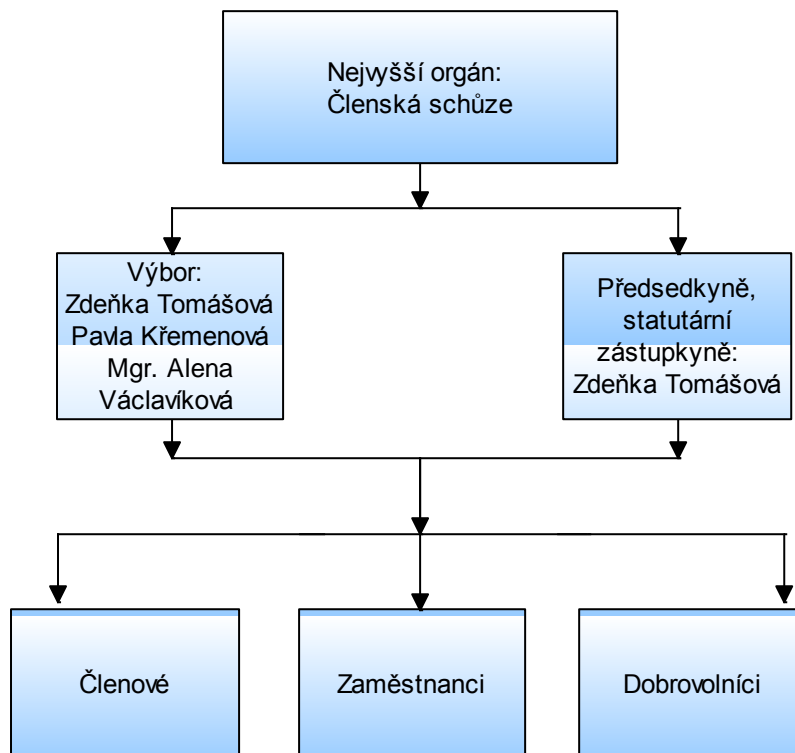 Nejvyšší orgán:
Členská schůze
Výbor:
Zdeňka Tomášová
Pavla Křemenová
Mgr. Alena
Václavíková
Předsedkyně,
statutární
zástupkyně:
Zdeňka Tomášová
Členové
Zaměstnanci
Dobrovolníci